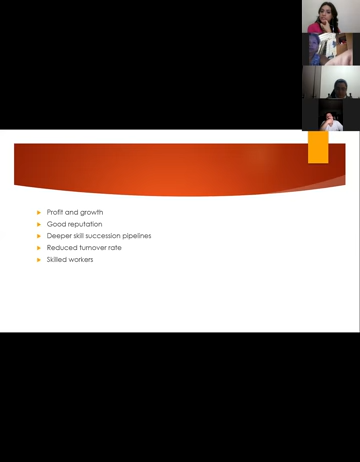 Profit and growth
Good reputation
Deeper skill succession pipelines
Reduced turnover rate
Skilled workers